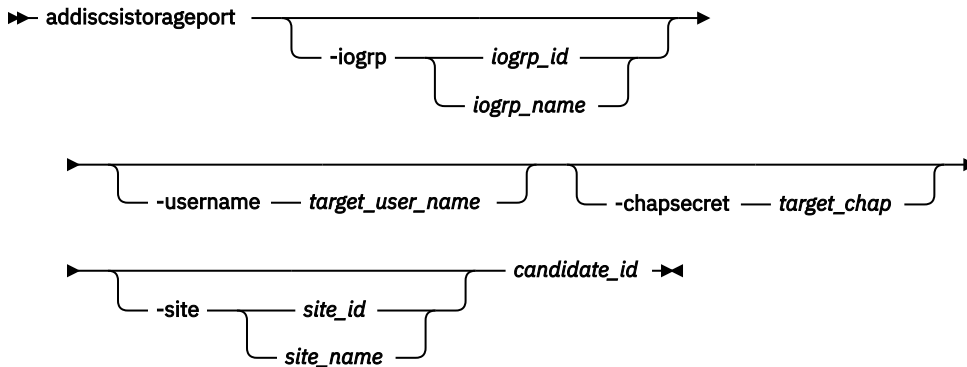 addiscsistorageport
-iogrp iogrp_id
iogrp_name
-username target_user_name -chapsecret target_chap
-site site_id candidate_id
site_name